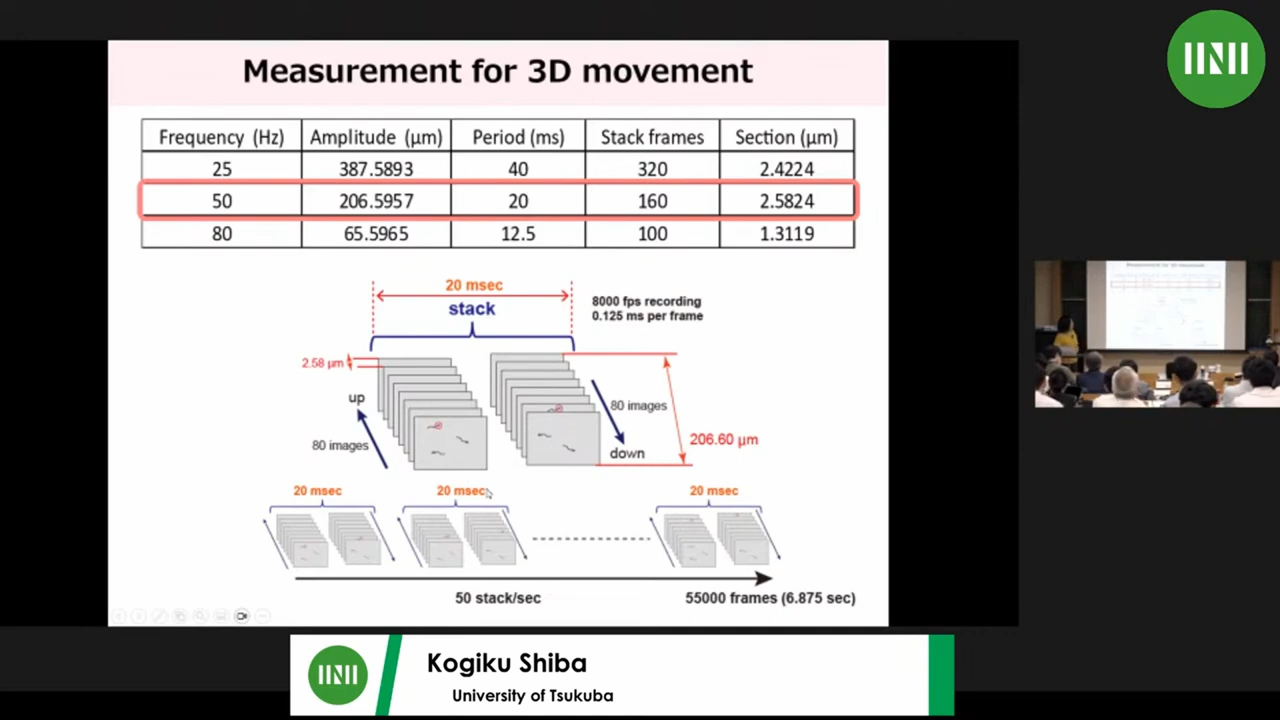 Measurement for 3D movement
Frequency (Hz) Amplitude (μm) Period (ms) Stack frames Section (μm)
25 387.5893 40 320 2.4224
50 206.5957 20 160 2.5824
80 65.5965 12.5 100 1.3119
20 msec
stack
8000 fps recording
0.125 ms per frame
2.58 μm
up
80 images
80 images
down
206.60 μm
20 msec 20 msec 20 msec
50 stack/sec
55000 frames (6.875 sec)
Measurement for 3D movement
Kogiku Shiba
University of Tsukuba